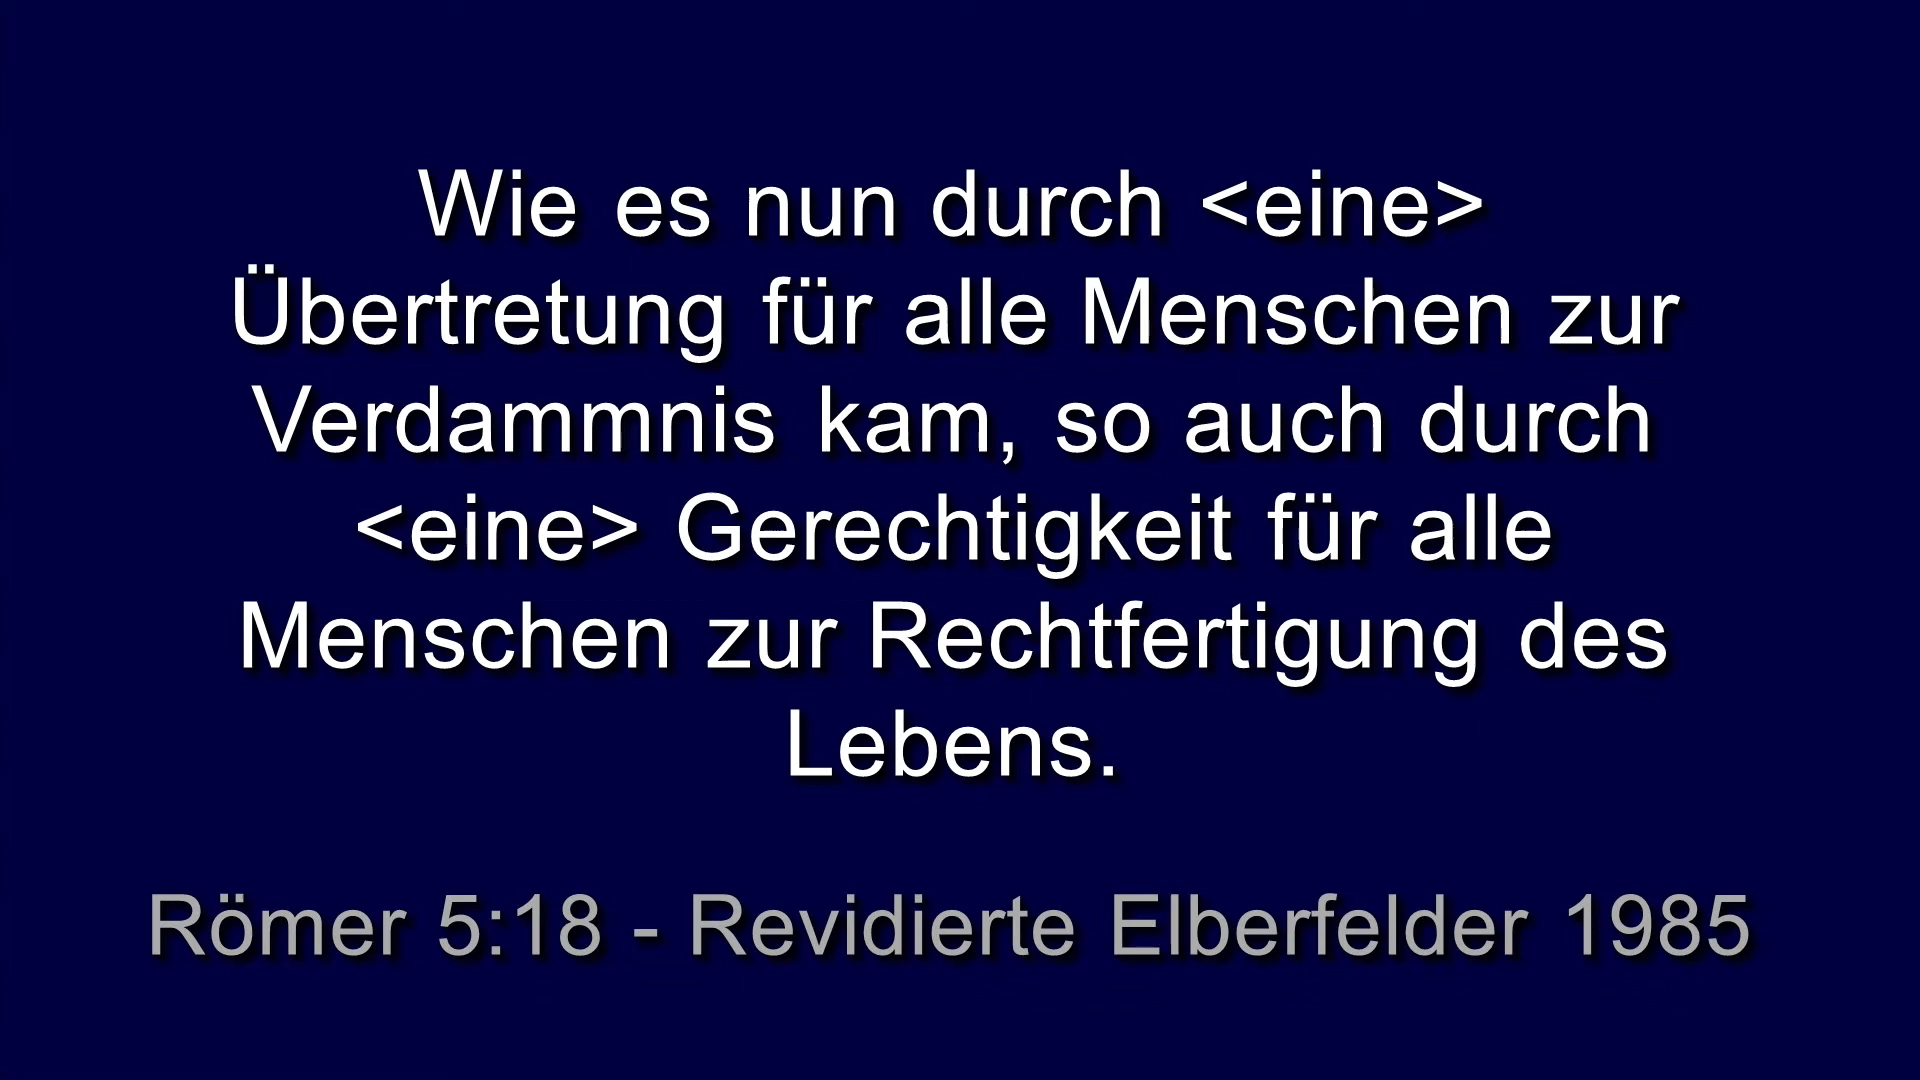 Wie es nun durch <eine>
Übertretung für alle Menschen zur
Verdammnis kam, so auch durch
<eine> Gerechtigkeit für alle
Menschen zur Rechtfertigung des
Lebens.
Römer 5:18 - Revidierte Elberfelder 1985